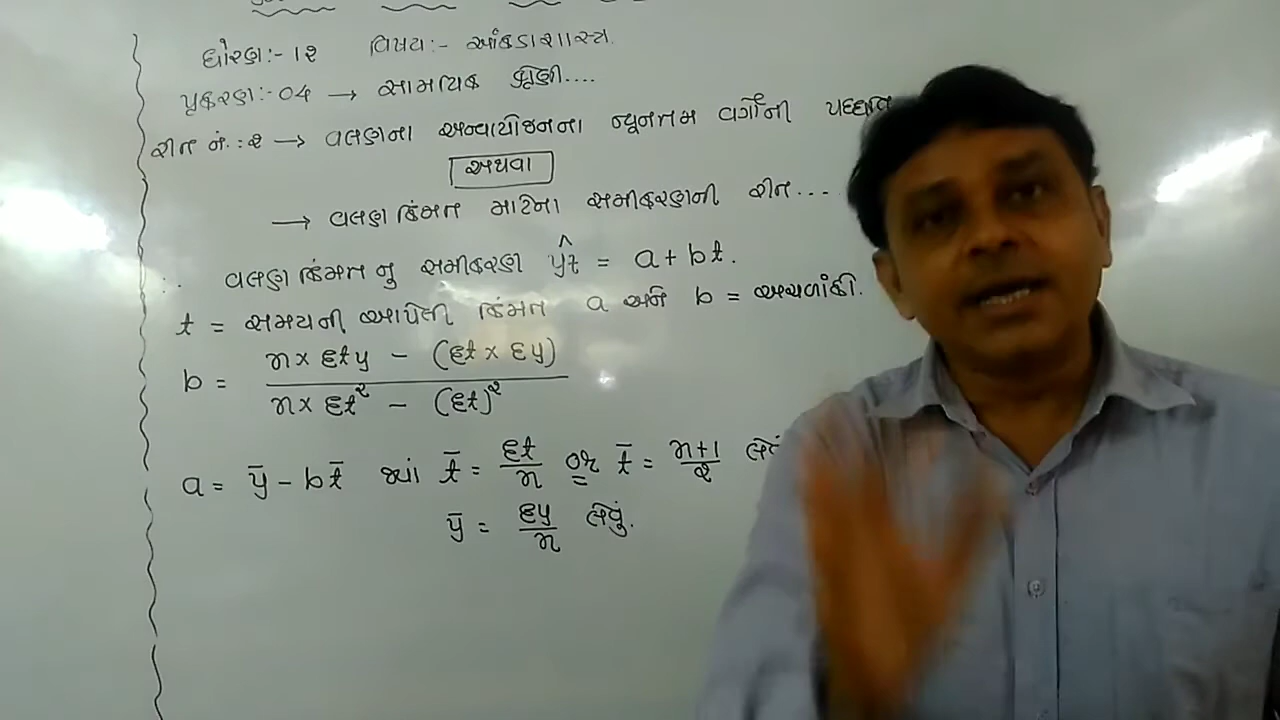 ધોરણ:- ૧૨ વિષય:- આંકડાશાસ્ત્ર.
પ્રકરણ:- ૦૪ → સામયિક શ્રેણી....
રીત નં.:૨ → વલણના અન્વાયોજનના ન્યૂનતમ વર્ગોની પદ્ધતિ
અથવા
→ વલણ કિંમત માટેના સમીકરણની રીત...
∴ વલણ કિંમત નુ સમીકરણ ŷt = a + bt.
t = સમયની આપેલી કિંમત a અને b = અચળાંકો.
b = (n × Σty − (Σt × Σy)) / (n × Σt² − (Σt)²)
a = ȳ − bt̄ જ્યાં t̄ = Σt/n or t̄ = (n+1)/૨ લેવું
ȳ = Σy/n લેવું.